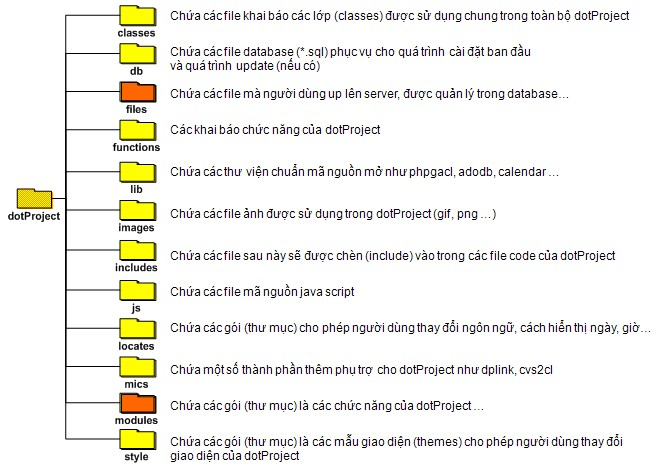 Chứa các file khai báo các lớp (classes) được sử dụng chung trong toàn bộ dotProject
classes
Chứa các file database (*.sql) phục vụ cho quá trình cài đặt ban đầu
và quá trình update (nếu có)
db
Chứa các file mà người dùng up lên server, được quản lý trong database…
files
Các khai báo chức năng của dotProject
functions
Chứa các thư viện chuẩn mã nguồn mở như phpgacl, adodb, calendar …
lib
dotProject
Chứa các file ảnh được sử dụng trong dotProject (gif, png …)
images
Chứa các file sau này sẽ được chèn (include) vào trong các file code của dotProject
includes
Chứa các file mã nguồn java script
js
Chứa các gói (thư mục) cho phép người dùng thay đổi ngôn ngữ, cách hiển thị ngày, giờ…
locates
Chứa một số thành phần thêm phụ trợ cho dotProject như dplink, cvs2cl
mics
Chứa các gói (thư mục) là các chức năng của dotProject …
modules
Chứa các gói (thư mục) là các mẫu giao diện (themes) cho phép người dùng thay đổi
giao diện của dotProject
style